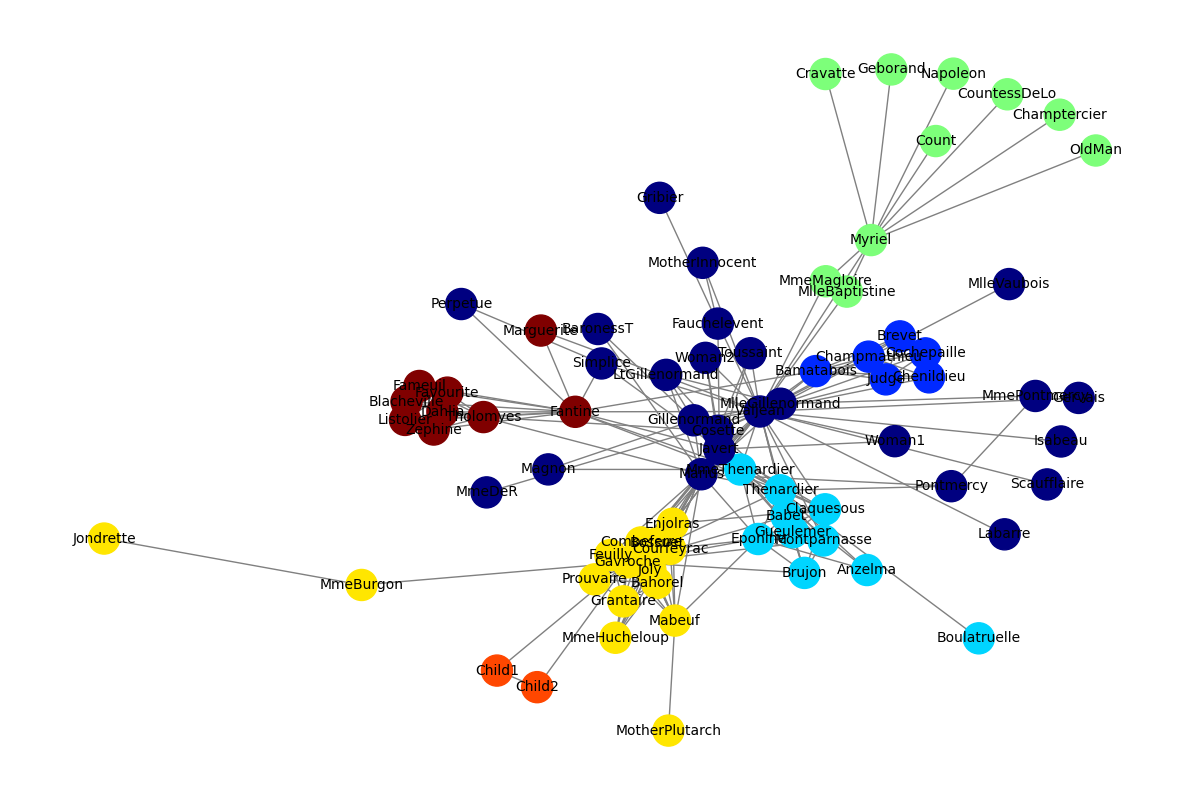 Cravatte
Geborand
Napoleon
CountessDeLo
Champtercier
Count
OldMan
Gribier
Myriel
MotherInnocent
MmeMagloire
MlleBaptistine
MlleVaubois
Perpetue
Marguerite
BaronessT
Fauchelevent
Brevet
Simplice
Woman2
Toussaint
Champmathieu
Cochepaille
LtGillenormand
Bamatabois
Judge
Chenildieu
Fameuil
Favourite
Blacheville
Dahlia
Listolier
Zephine
Tholomyes
Fantine
Gillenormand
MlleGillenormand
Valjean
MmePontmercy
Gervais
Cosette
Javert
Woman1
Isabeau
Magnon
Marius
MmeThenardier
MmeDeR
Thenardier
Pontmercy
Scaufflaire
Claquesous
Babet
Enjolras
Gueulemer
Labarre
Jondrette
Combeferre
Bossuet
Courfeyrac
Eponine
Montparnasse
Feuilly
Gavroche
Joly
Brujon
Anzelma
MmeBurgon
Prouvaire
Bahorel
Grantaire
Mabeuf
MmeHucheloup
Boulatruelle
Child1
Child2
MotherPlutarch